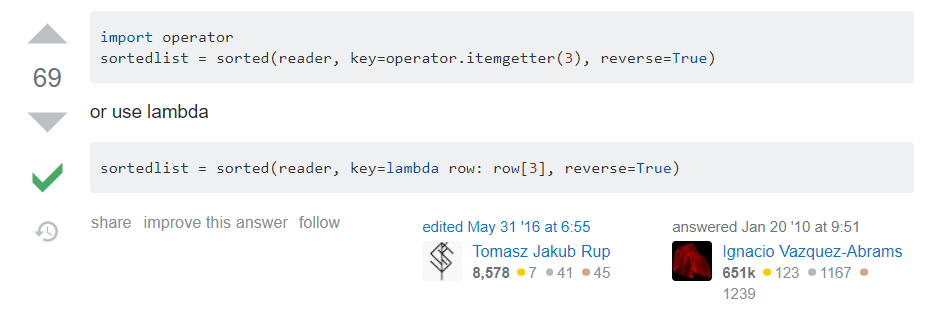 import operator
sortedlist = sorted(reader, key=operator.itemgetter(3), reverse=True)
69
or use lambda
sortedlist = sorted(reader, key=lambda row: row[3], reverse=True)
share improve this answer follow
edited May 31 '16 at 6:55
Tomasz Jakub Rup
8,578 7 41 45
answered Jan 20 '10 at 9:51
Ignacio Vazquez-Abrams
651k 123 1167
1239